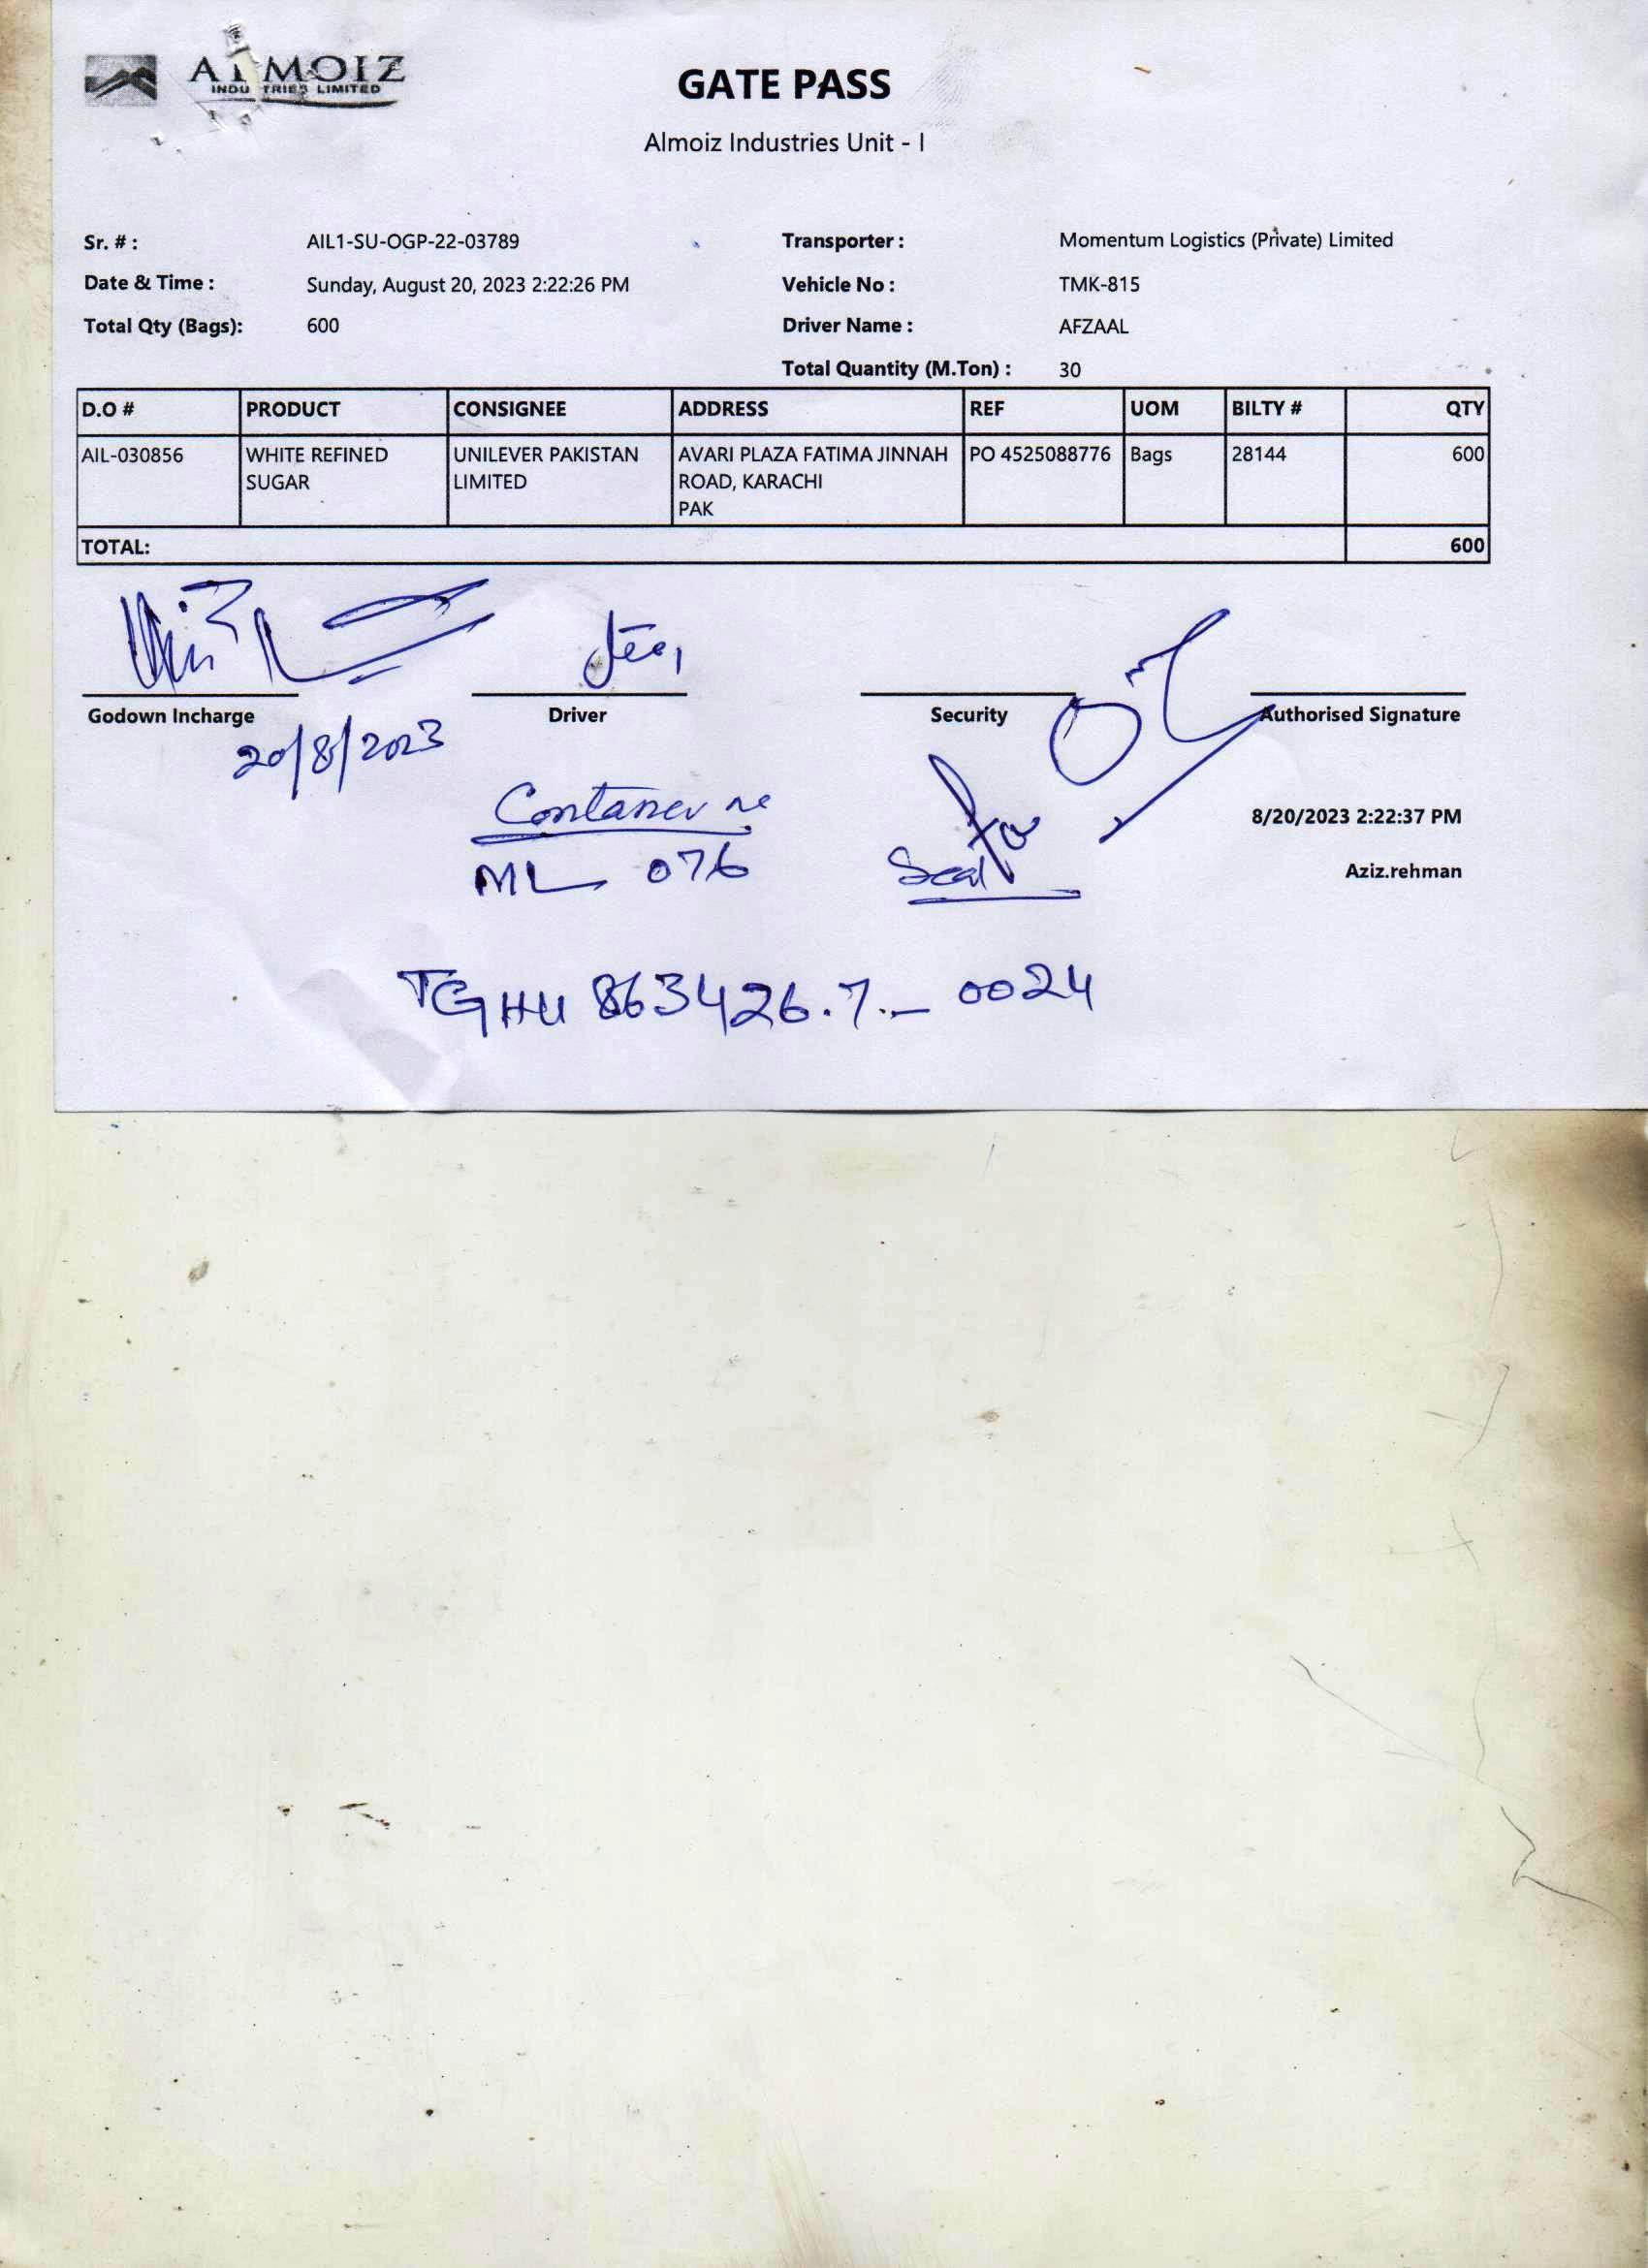 ALMOIZ
INDUSTRIES LIMITED
GATE PASS
Almoiz Industries Unit - I
Sr. # : AIL1-SU-OGP-22-03789 Transporter : Momentum Logistics (Private) Limited
Date & Time : Sunday, August 20, 2023 2:22:26 PM Vehicle No : TMK-815
Total Qty (Bags): 600 Driver Name : AFZAAL
Total Quantity (M.Ton) : 30
D.O # PRODUCT CONSIGNEE ADDRESS REF UOM BILTY # QTY
AIL-030856 WHITE REFINED UNILEVER PAKISTAN AVARI PLAZA FATIMA JINNAH PO 4525088776 Bags 28144 600
SUGAR LIMITED ROAD, KARACHI
PAK
TOTAL: 600
Godown Incharge Driver Security Authorised Signature
20/8/2023
Contaner no
8/20/2023 2:22:37 PM
ML 076 Seal
Aziz.rehman
TGHU 863426.7.- 0024